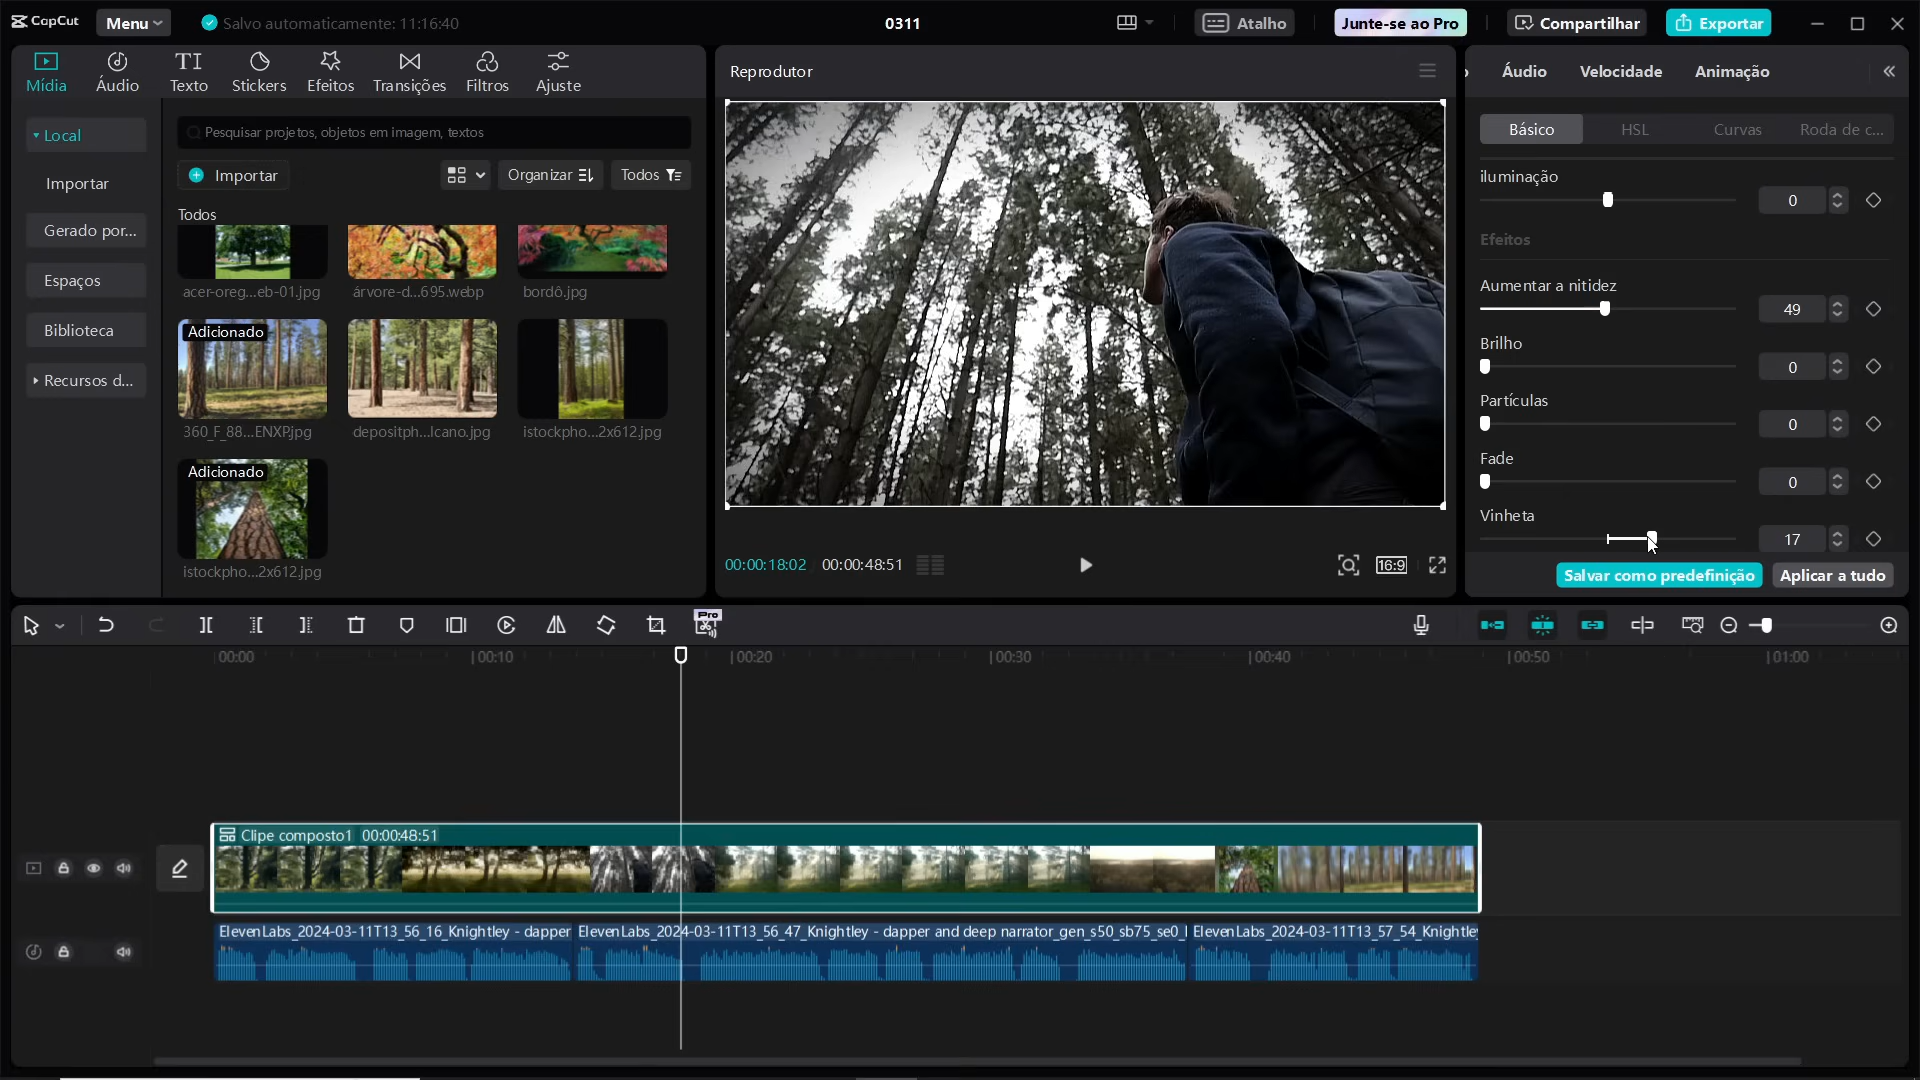 CapCut
Menu
Salvo automaticamente: 11:16:40
0311
Atalho
Junte-se ao Pro
Compartilhar
Exportar
Mídia
Áudio
Texto
Stickers
Efeitos
Transições
Filtros
Ajuste
Local
Importar
Gerado por...
Espaços
Biblioteca
Recursos d...
Pesquisar projetos, objetos em imagem, textos
Importar
Organizar
Todos
Todos
acer-oreg...eb-01.jpg
árvore-d...695.webp
bordô.jpg
Adicionado
360_F_88...ENXP.jpg
depositph...lcano.jpg
istockpho...2x612.jpg
Adicionado
istockpho...2x612.jpg
Reprodutor
00:00:18:02
00:00:48:51
16:9
Áudio
Velocidade
Animação
Básico
HSL
Curvas
Roda de c...
iluminação
0
Efeitos
Aumentar a nitidez
49
Brilho
0
Partículas
0
Fade
0
Vinheta
17
Salvar como predefinição
Aplicar a tudo
Pro
00:00
00:10
00:20
00:30
00:40
00:50
01:00
Clipe composto1 00:00:48:51
ElevenLabs_2024-03-11T13_56_16_Knightley - dapper
ElevenLabs_2024-03-11T13_56_47_Knightley - dapper and deep narrator_gen_s50_sb75_se0
ElevenLabs_2024-03-11T13_57_54_Knightley